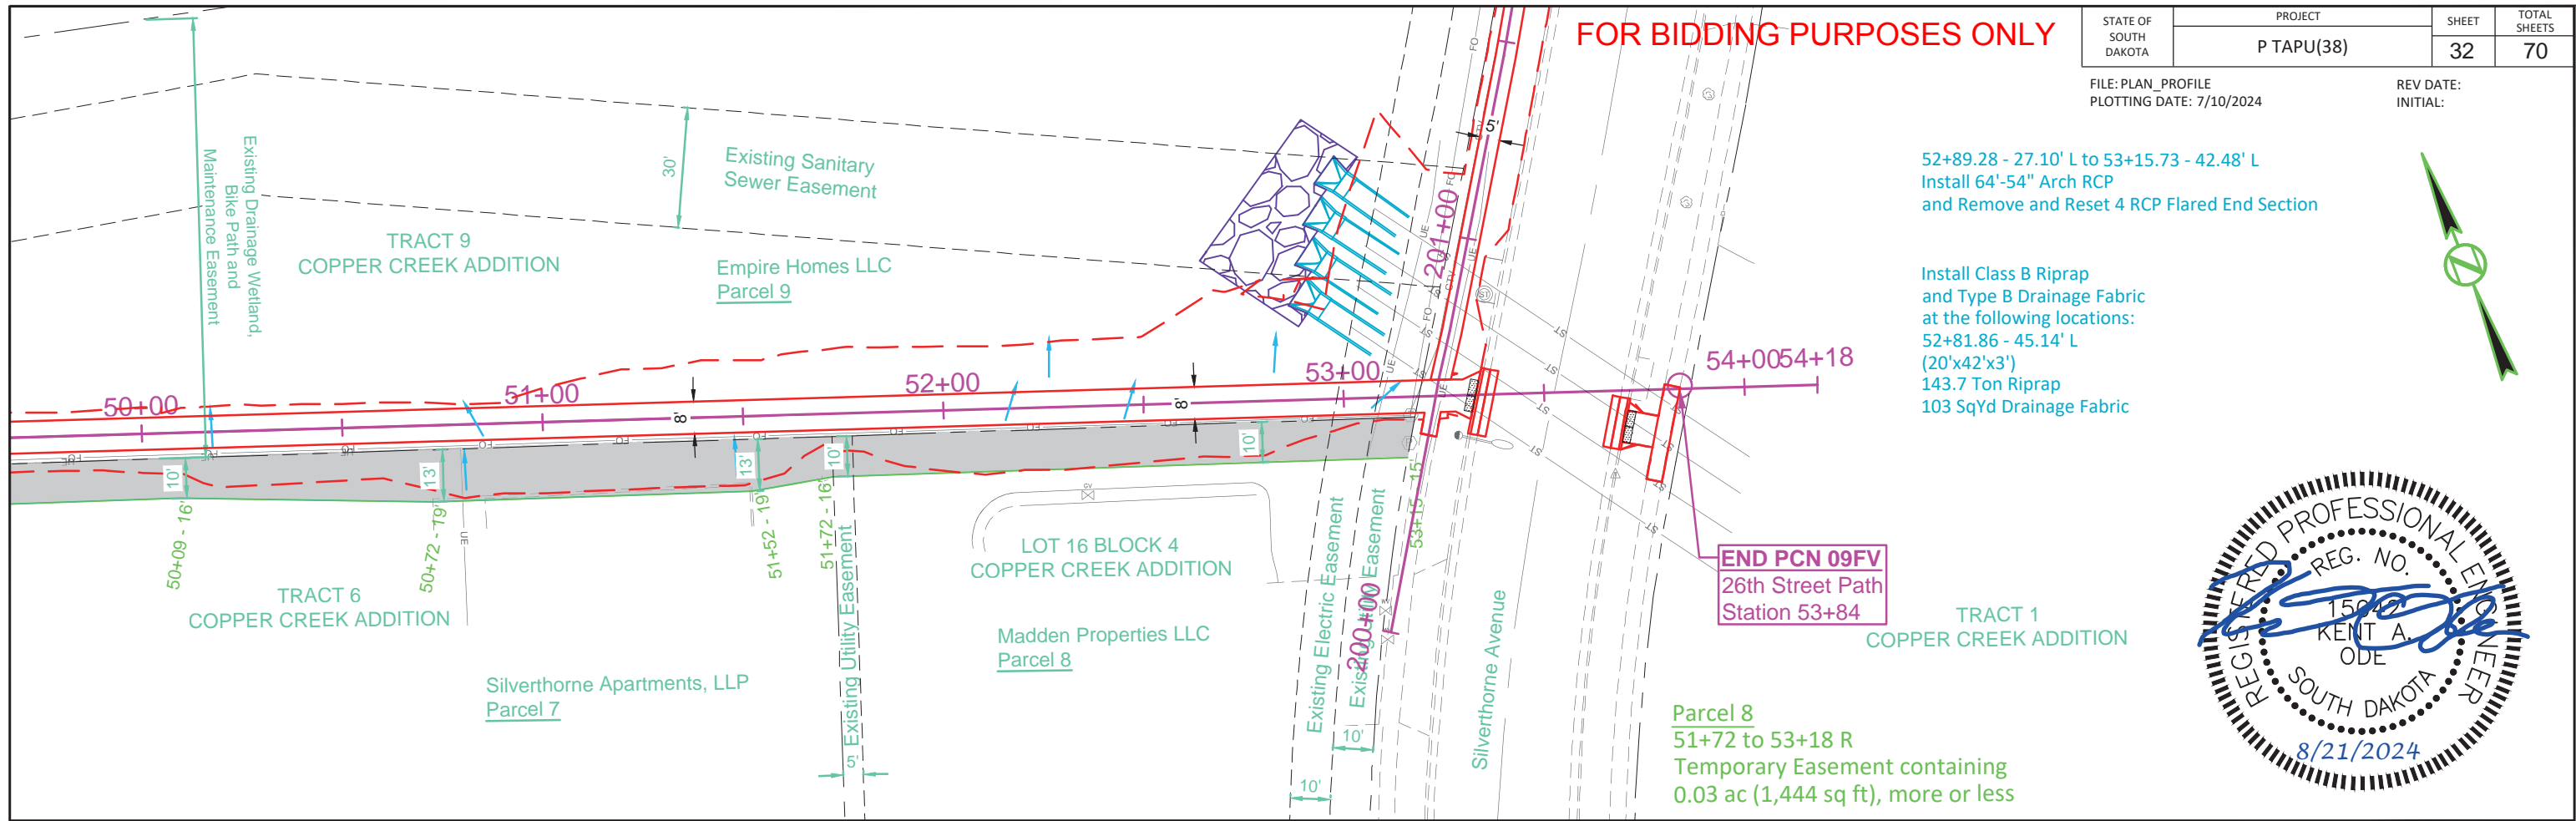 FOR BIDDING PURPOSES ONLY
STATE OF
SOUTH
DAKOTA
PROJECT
P TAPU(38)
SHEET
32
TOTAL
SHEETS
70
FILE: PLAN_PROFILE
PLOTTING DATE: 7/10/2024
REV DATE:
INITIAL:
52+89.28 - 27.10' L to 53+15.73 - 42.48' L
Install 64'-54" Arch RCP
and Remove and Reset 4 RCP Flared End Section
Install Class B Riprap
and Type B Drainage Fabric
at the following locations:
52+81.86 - 45.14' L
(20'x42'x3')
143.7 Ton Riprap
103 SqYd Drainage Fabric
Existing Drainage Wetland,
Bike Path and
Maintenance Easement
30'
Existing Sanitary
Sewer Easement
TRACT 9
COPPER CREEK ADDITION
Empire Homes LLC
Parcel 9
5'
201+00
50+00
51+00
52+00
53+00
54+00
54+18
8'
8'
10'
13'
13'
10'
10'
50+09 - 16'
50+72 - 19'
51+52 - 19'
51+72 - 16'
53+15 - 15'
UE
GV
TRACT 6
COPPER CREEK ADDITION
LOT 16 BLOCK 4
COPPER CREEK ADDITION
Existing Utility Easement
5'
Silverthorne Apartments, LLP
Parcel 7
Madden Properties LLC
Parcel 8
Existing Electric Easement
10'
Existing Utility Easement
10'
200+00
Silverthorne Avenue
END PCN 09FV
26th Street Path
Station 53+84
TRACT 1
COPPER CREEK ADDITION
Parcel 8
51+72 to 53+18 R
Temporary Easement containing
0.03 ac (1,444 sq ft), more or less
REGISTERED PROFESSIONAL ENGINEER
REG. NO.
KENT A.
ODE
SOUTH DAKOTA
8/21/2024